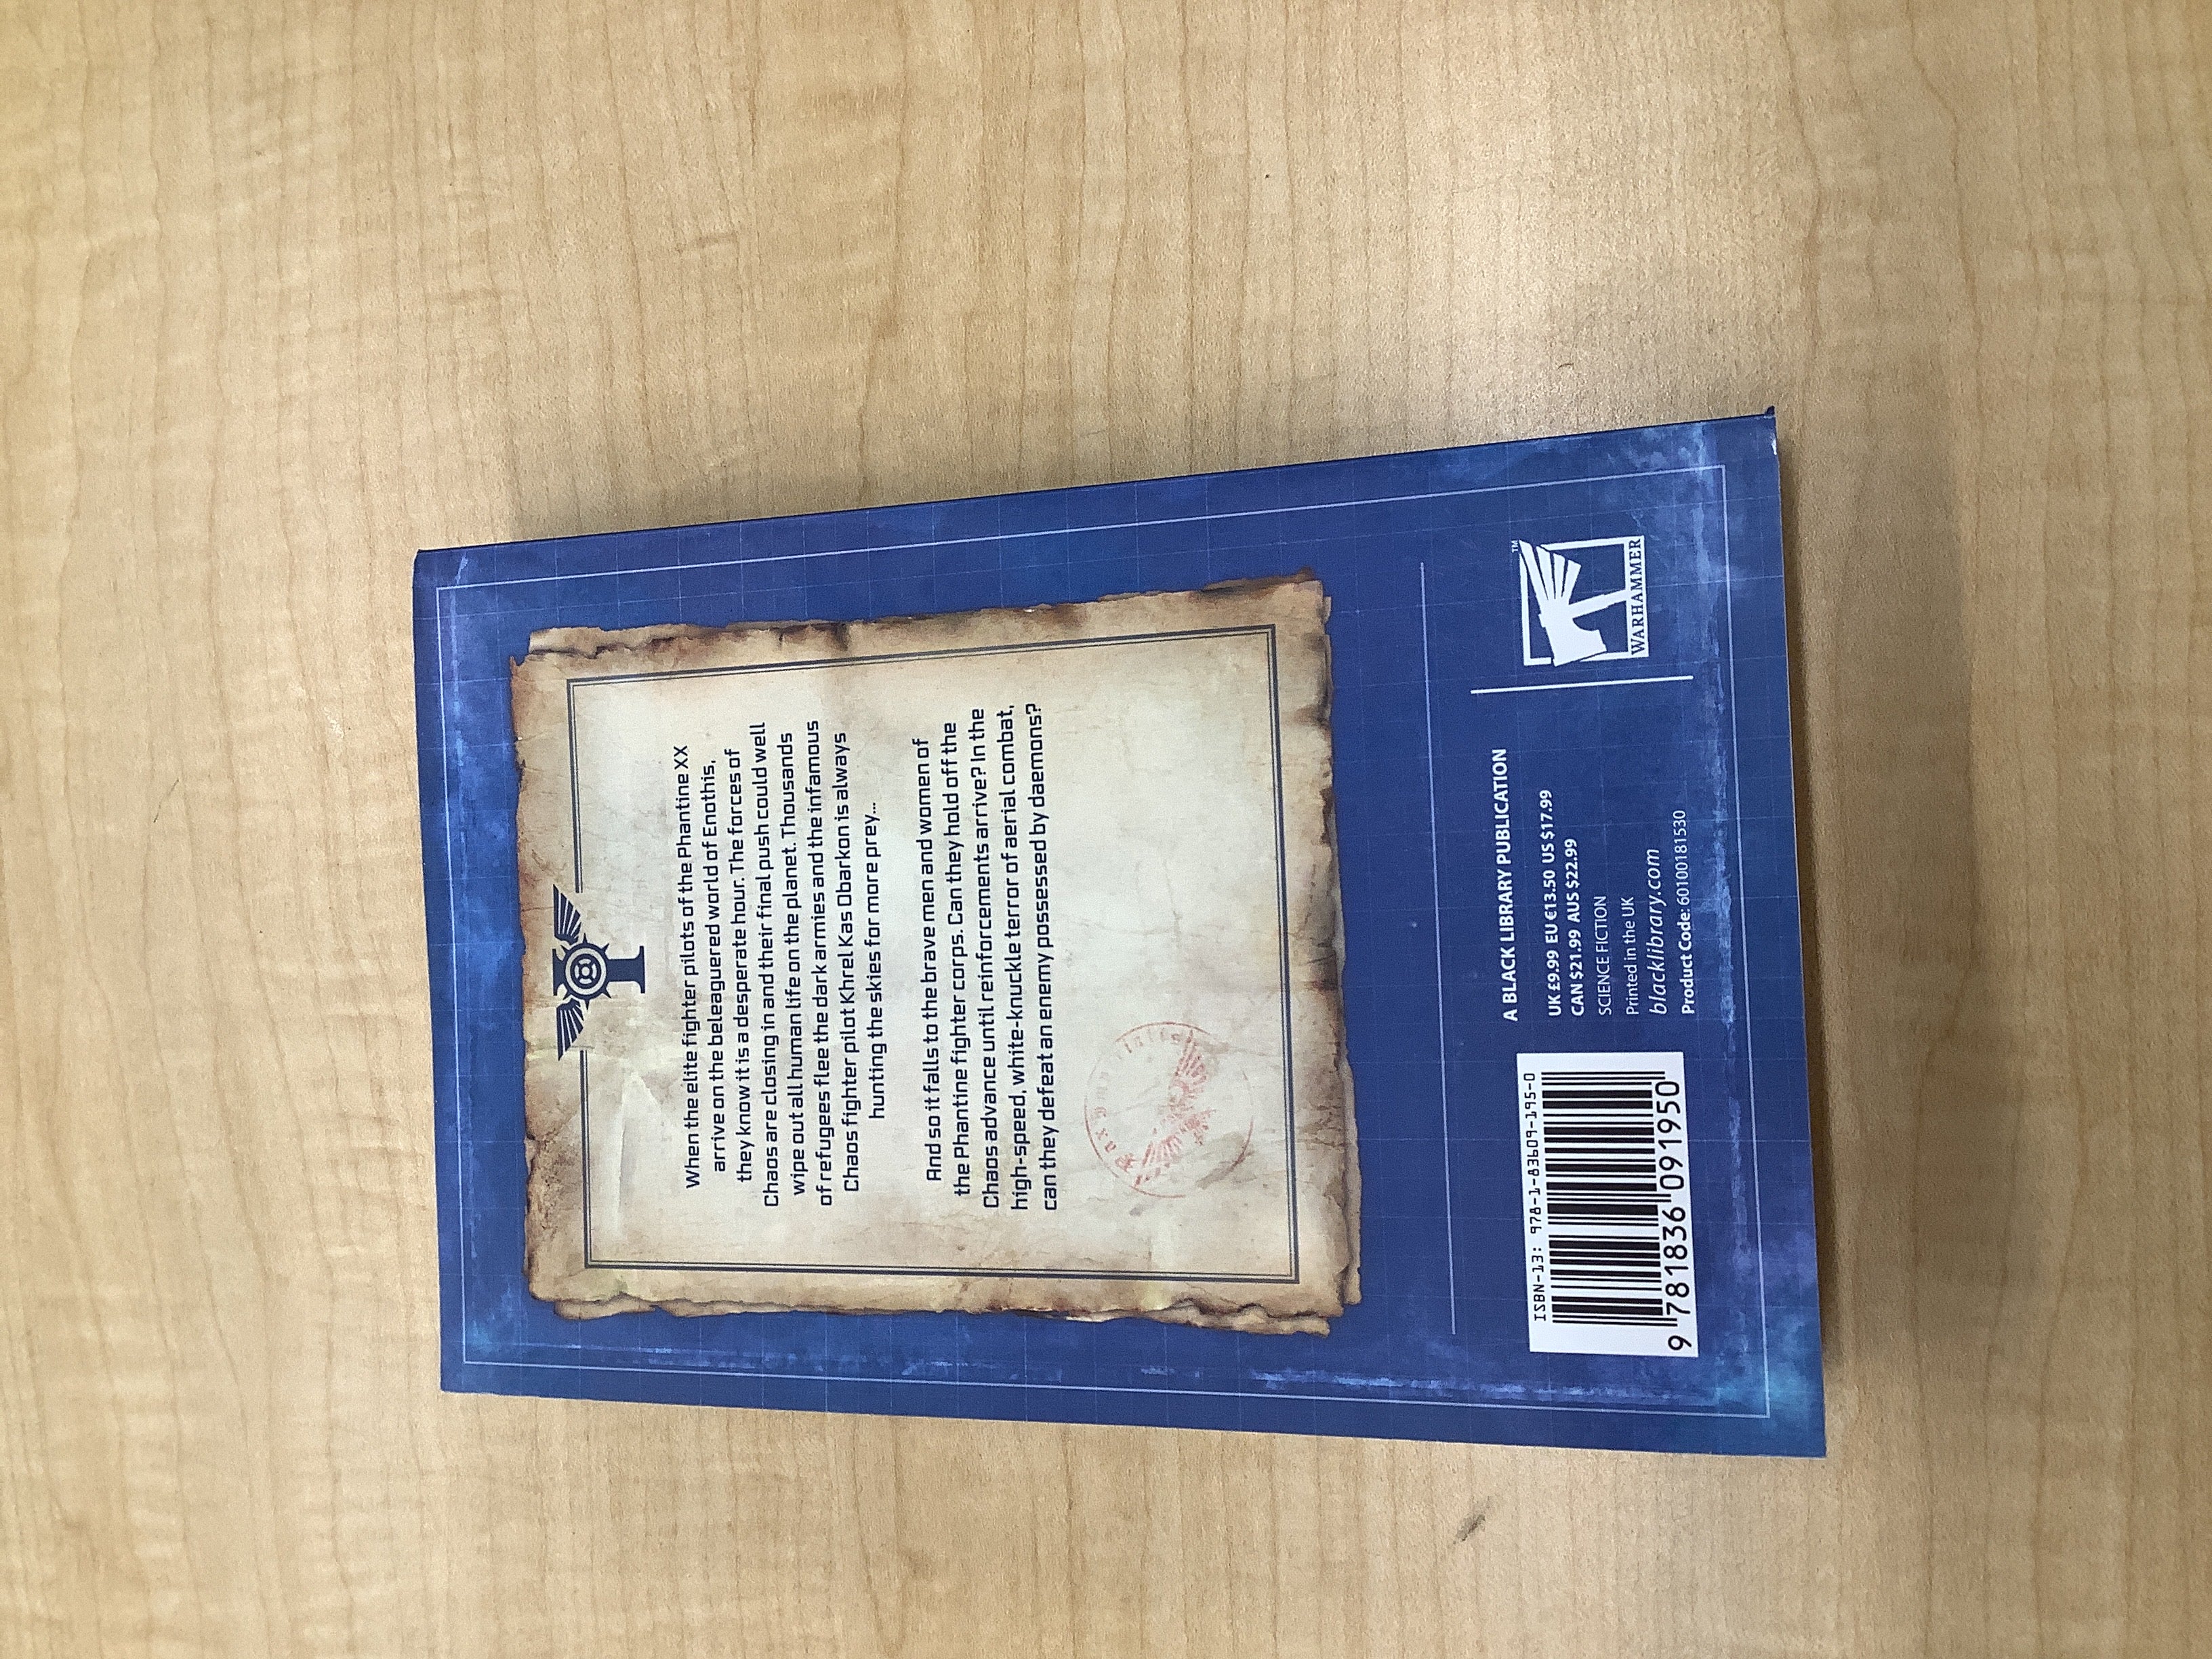 When the elite fighter pilots of the Phantine XX
arrive on the beleaguered world of Enothis,
they know it is a desperate hour. The forces of
Chaos are closing in and their final push could well
wipe out all human life on the planet. Thousands
of refugees flee the dark armies and the infamous
Chaos fighter pilot Khrel Kas Obarkon is always
hunting the skies for more prey...
And so it falls to the brave men and women of
the Phantine fighter corps. Can they hold off the
Chaos advance until reinforcements arrive? In the
high-speed, white-knuckle terror of aerial combat,
can they defeat an enemy possessed by daemons?
ISBN-13: 978-1-83609-195-0
9 781836 091950
A BLACK LIBRARY PUBLICATION
UK £9.99 EU €13.50 US $17.99
CAN $21.99 AUS $22.99
SCIENCE FICTION
Printed in the UK
blacklibrary.com
Product Code: 60100181530
WARHAMMER
TM